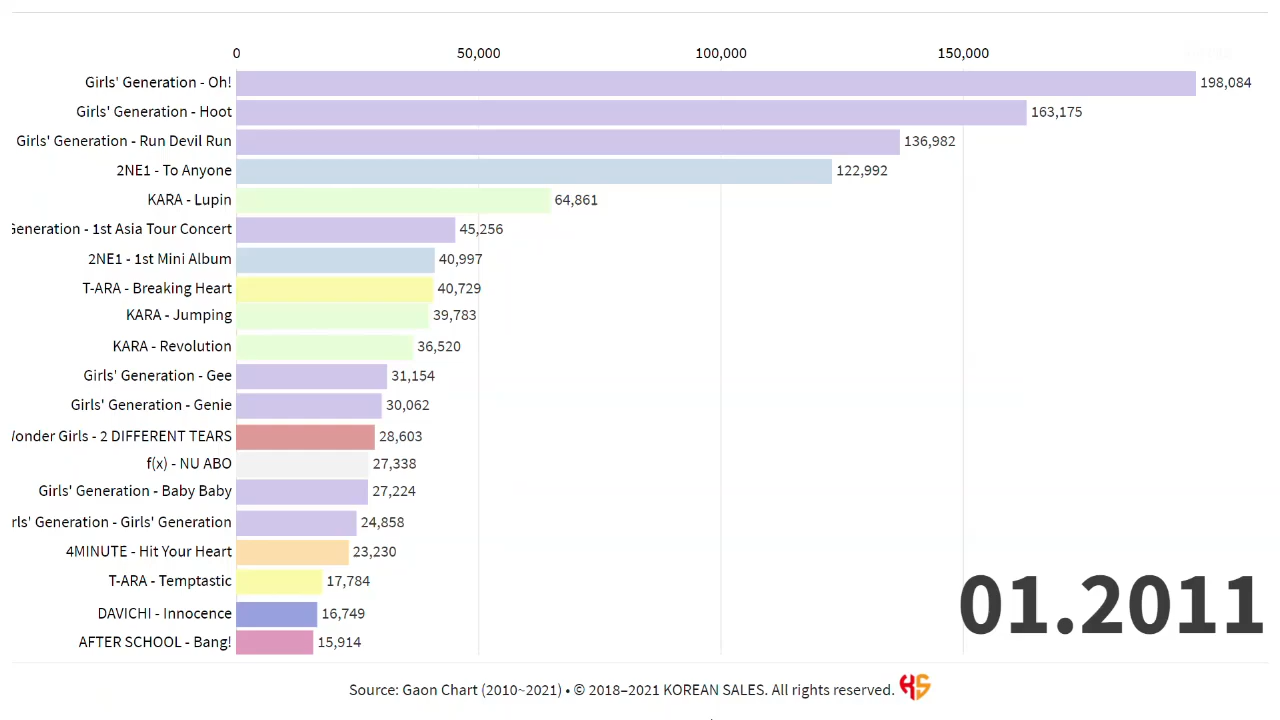 0 50,000 100,000 150,000
Girls' Generation - Oh! 198,084
Girls' Generation - Hoot 163,175
Girls' Generation - Run Devil Run 136,982
2NE1 - To Anyone 122,992
KARA - Lupin 64,861
Generation - 1st Asia Tour Concert 45,256
2NE1 - 1st Mini Album 40,997
T-ARA - Breaking Heart 40,729
KARA - Jumping 39,783
KARA - Revolution 36,520
Girls' Generation - Gee 31,154
Girls' Generation - Genie 30,062
Wonder Girls - 2 DIFFERENT TEARS 28,603
f(x) - NU ABO 27,338
Girls' Generation - Baby Baby 27,224
rls' Generation - Girls' Generation 24,858
4MINUTE - Hit Your Heart 23,230
T-ARA - Temptastic 17,784
DAVICHI - Innocence 16,749
AFTER SCHOOL - Bang! 15,914
01.2011
Source: Gaon Chart (2010~2021) • © 2018–2021 KOREAN SALES. All rights reserved. KS